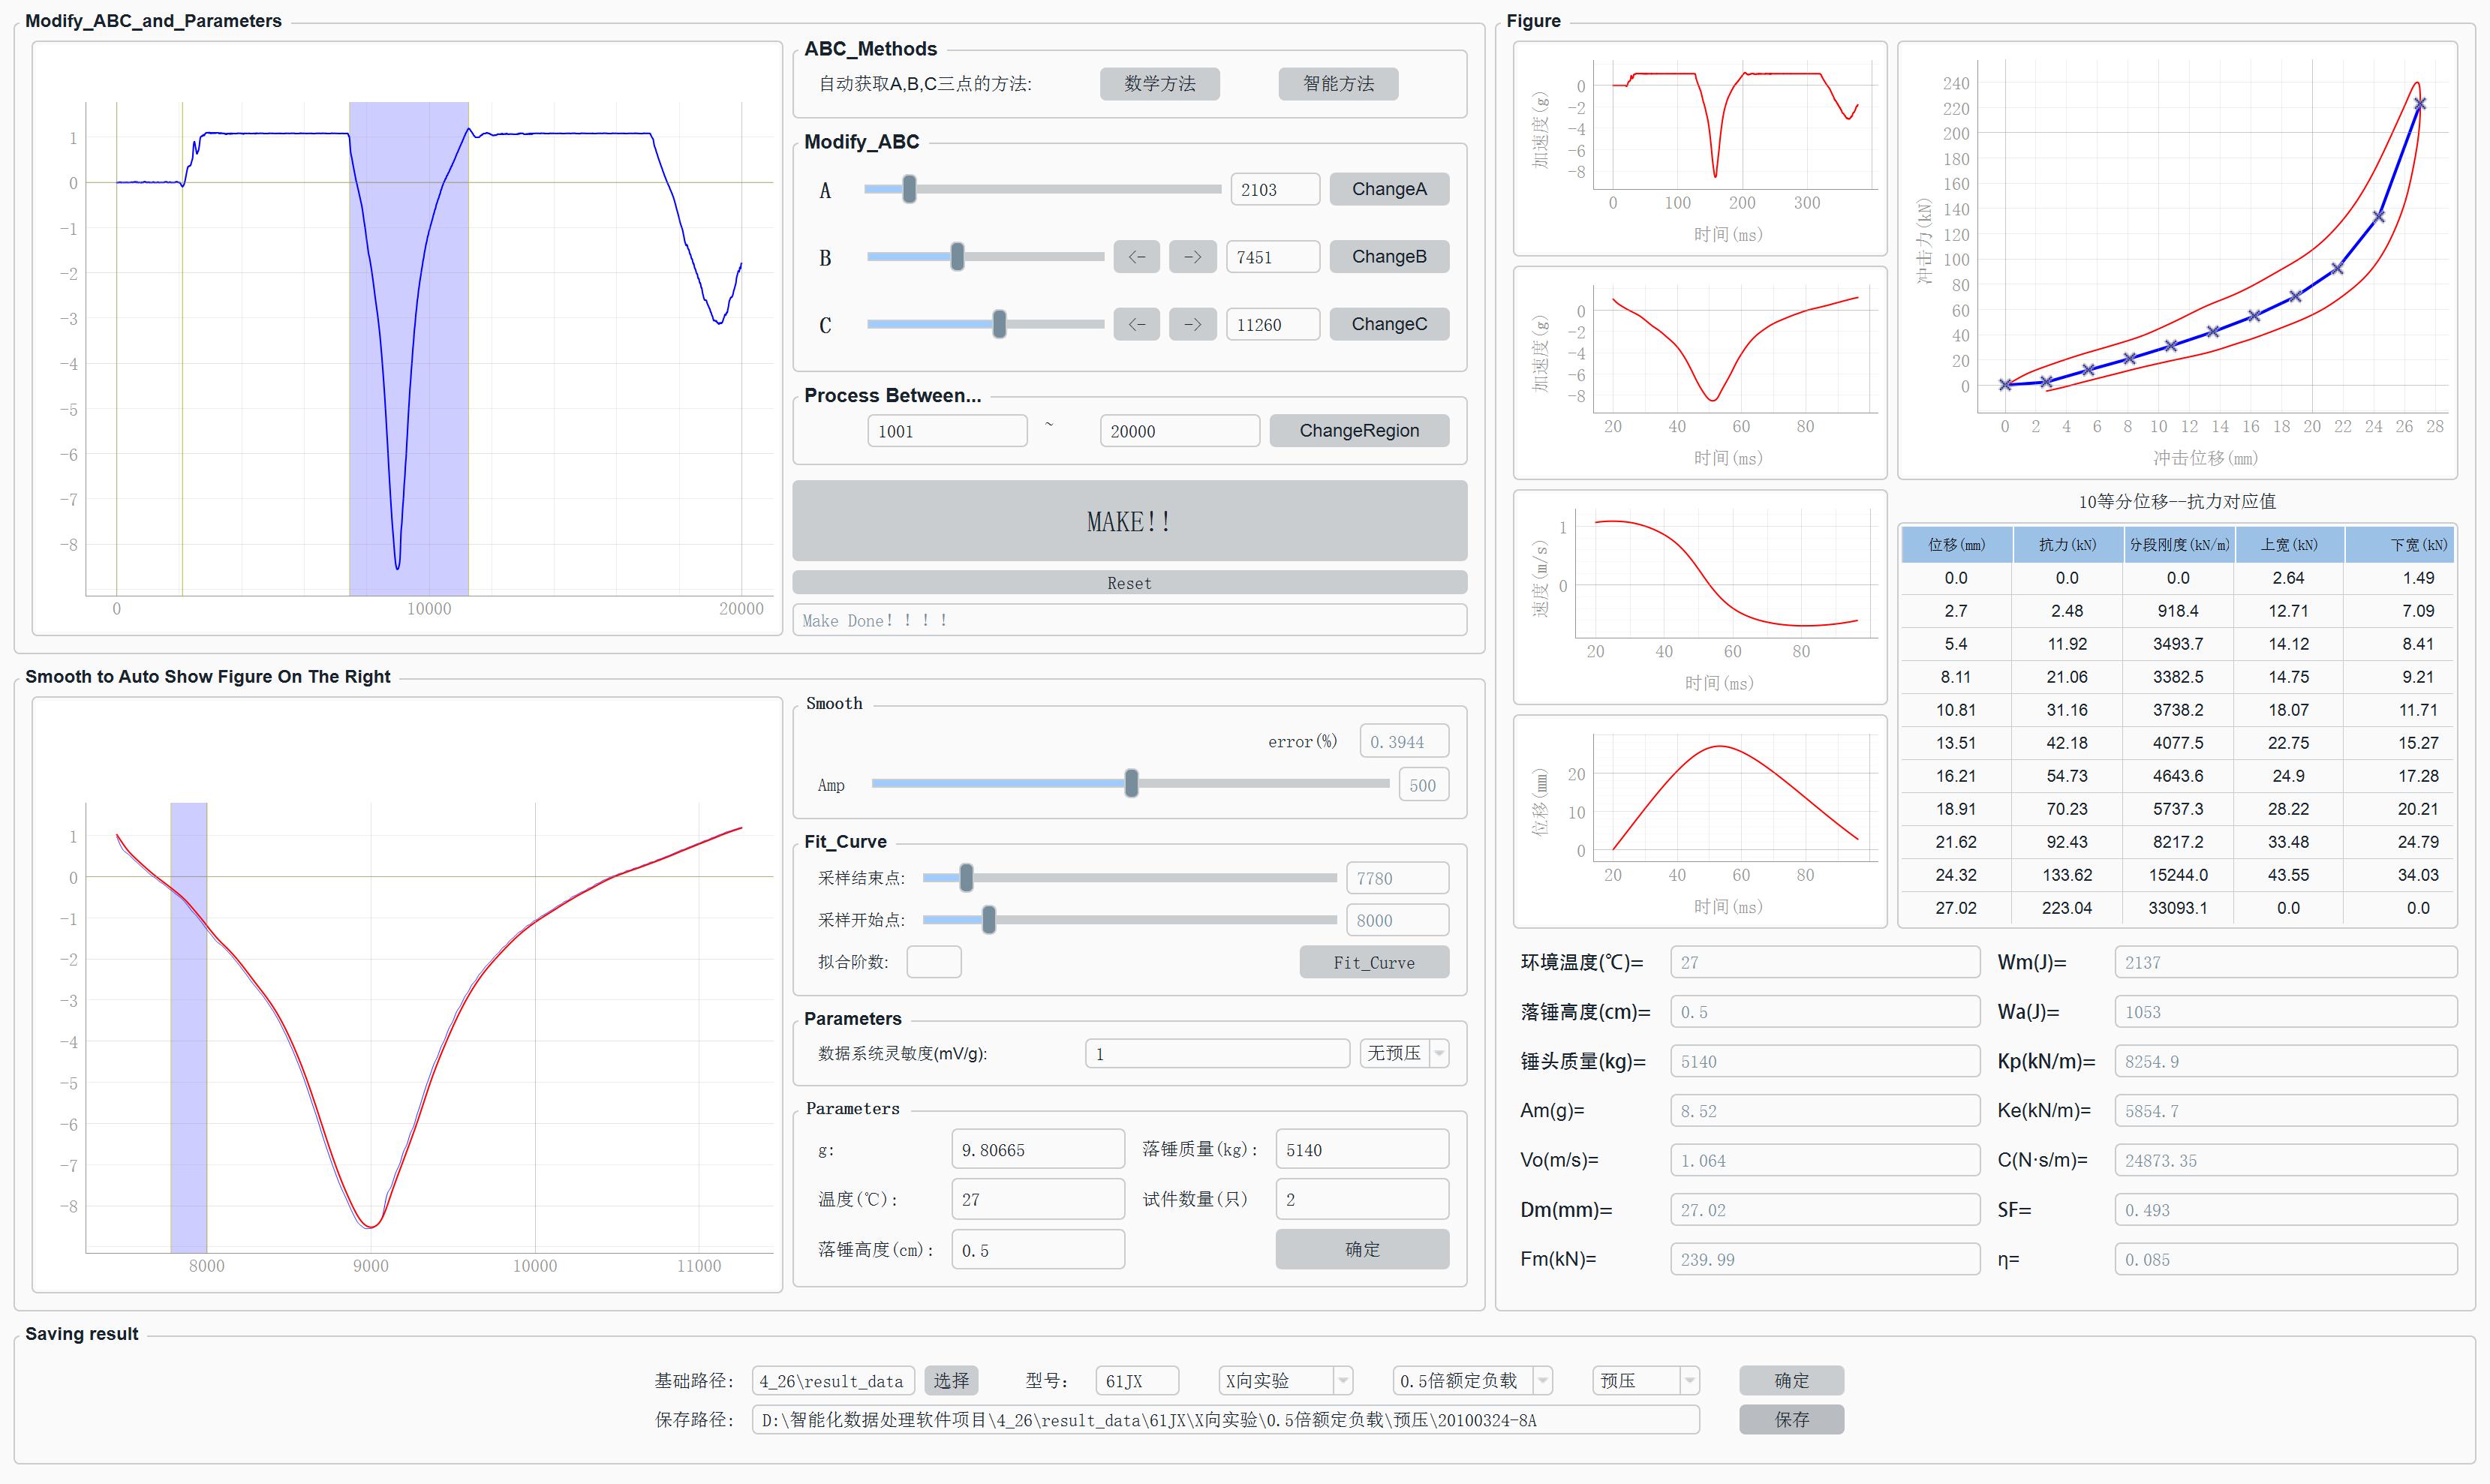 Modify_ABC_and_Parameters
1
0
−1
−2
−3
−4
−5
−6
−7
−8
0 10000 20000
ABC_Methods
自动获取A,B,C三点的方法: 数学方法 智能方法
Modify_ABC
A 2103 ChangeA
B <- -> 7451 ChangeB
C <- -> 11260 ChangeC
Process Between...
1001 ~ 20000 ChangeRegion
MAKE!!
Reset
Make Done!!!!
Smooth to Auto Show Figure On The Right
1
0
−1
−2
−3
−4
−5
−6
−7
−8
8000 9000 10000 11000
Smooth
error(%) 0.3944
Amp 500
Fit_Curve
采样结束点: 7780
采样开始点: 8000
拟合阶数: Fit_Curve
Parameters
数据系统灵敏度(mV/g): 1 无预压
Parameters
g: 9.80665 落锤质量(kg): 5140
温度(℃): 27 试件数量(只) 2
落锤高度(cm): 0.5 确定
Figure
加速度(g)
0
−2
−4
−6
−8
0 100 200 300
时间(ms)
加速度(g)
0
−2
−4
−6
−8
20 40 60 80
时间(ms)
速度(m/s)
1
0
20 40 60 80
时间(ms)
位移(mm)
20
10
0
20 40 60 80
时间(ms)
冲击力(kN)
240
220
200
180
160
140
120
100
80
60
40
20
0
0 2 4 6 8 10 12 14 16 18 20 22 24 26 28
冲击位移(mm)
10等分位移--抗力对应值
位移(mm) 抗力(kN) 分段刚度(kN/m) 上宽(kN) 下宽(kN)
0.0 0.0 0.0 2.64 1.49
2.7 2.48 918.4 12.71 7.09
5.4 11.92 3493.7 14.12 8.41
8.11 21.06 3382.5 14.75 9.21
10.81 31.16 3738.2 18.07 11.71
13.51 42.18 4077.5 22.75 15.27
16.21 54.73 4643.6 24.9 17.28
18.91 70.23 5737.3 28.22 20.21
21.62 92.43 8217.2 33.48 24.79
24.32 133.62 15244.0 43.55 34.03
27.02 223.04 33093.1 0.0 0.0
环境温度(℃)= 27 Wm(J)= 2137
落锤高度(cm)= 0.5 Wa(J)= 1053
锤头质量(kg)= 5140 Kp(kN/m)= 8254.9
Am(g)= 8.52 Ke(kN/m)= 5854.7
Vo(m/s)= 1.064 C(N·s/m)= 24873.35
Dm(mm)= 27.02 SF= 0.493
Fm(kN)= 239.99 η= 0.085
Saving result
基础路径: 4_26\result_data 选择 型号: 61JX X向实验 0.5倍额定负载 预压 确定
保存路径: D:\智能化数据处理软件项目\4_26\result_data\61JX\X向实验\0.5倍额定负载\预压\20100324-8A 保存